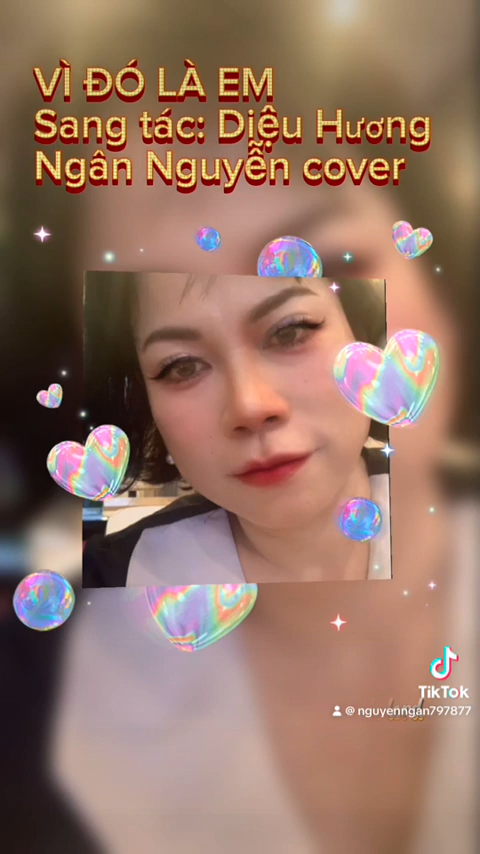 VÌ ĐÓ LÀ EM
Sang tác: Diệu Hương
Ngân Nguyễn cover
TikTok
@nguyenngan797877